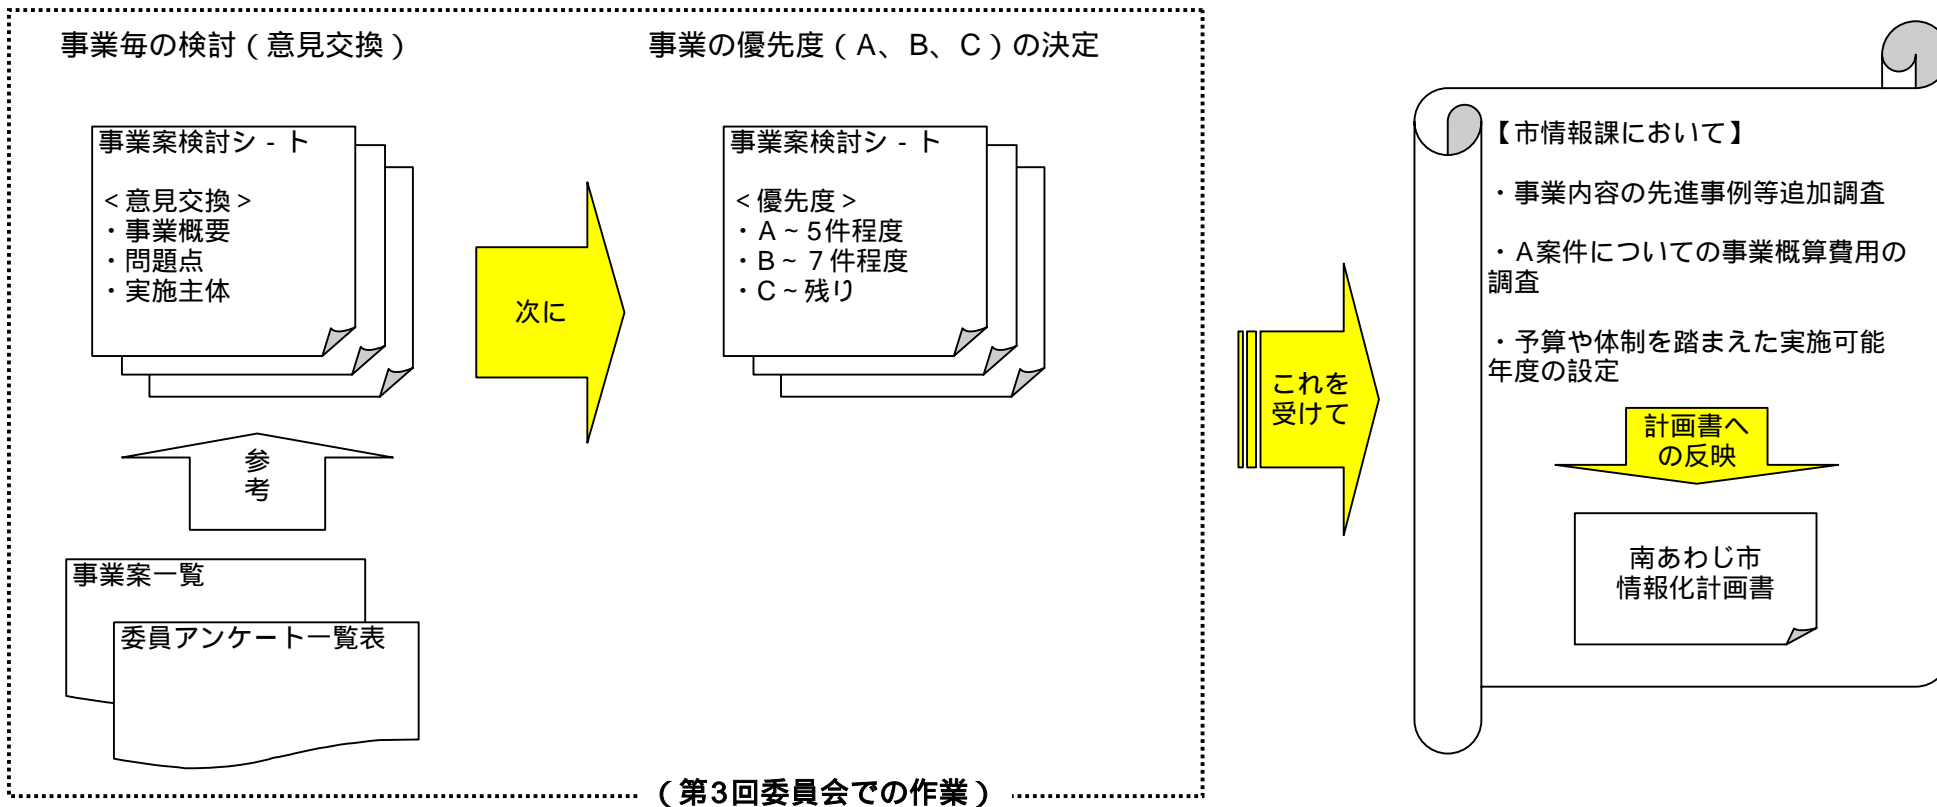 事業毎の検討（意見交換）
事業案検討シ‐ト
＜意見交換＞
・事業概要
・問題点
・実施主体
参
考
事業案一覧
委員アンケート一覧表
次に
事業の優先度（A、B、C）の決定
事業案検討シ‐ト
＜優先度＞
・A～5件程度
・B～７件程度
・C～残り
（第3回委員会での作業）
これを
受けて
【市情報課において】
・事業内容の先進事例等追加調査
・A案件についての事業概算費用の
調査
・予算や体制を踏まえた実施可能
年度の設定
計画書へ
の反映
南あわじ市
情報化計画書